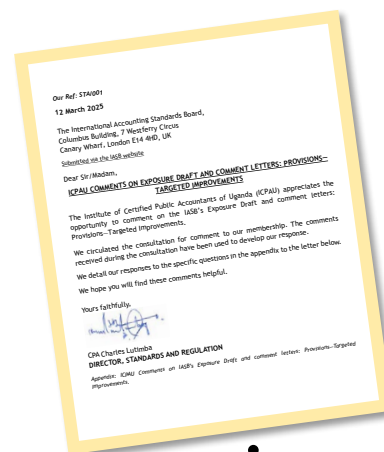 Our Ref: STAI001
12 March 2025
The International Accounting Standards Board,
Columbus Building, 7 Westferry Circus
Canary Wharf, London E14 4HD, UK
Submitted via the IASB website
Dear Sir/Madam,
ICPAU COMMENTS ON EXPOSURE DRAFT AND COMMENT LETTERS: PROVISIONS—
TARGETED IMPROVEMENTS
The Institute of Certified Public Accountants of Uganda (ICPAU) appreciates the
opportunity to comment on the IASB's Exposure Draft and comment letters:
Provisions—Targeted Improvements.
We circulated the consultation for comment to our membership. The comments
received during the consultation have been used to develop our response.
We detail our responses to the specific questions in the appendix to the letter below.
We hope you will find these comments helpful.
Yours faithfully,
CPA Charles Lutimba
DIRECTOR, STANDARDS AND REGULATION
Appendix: ICPAU Comments on IASB's Exposure Draft and comment letters: Provisions—Targeted
Improvements.